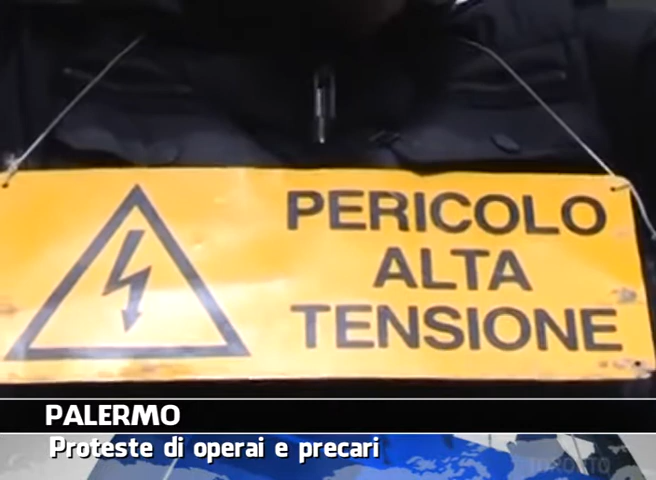 PERICOLO
ALTA
TENSIONE
PALERMO
Proteste di operai e precari